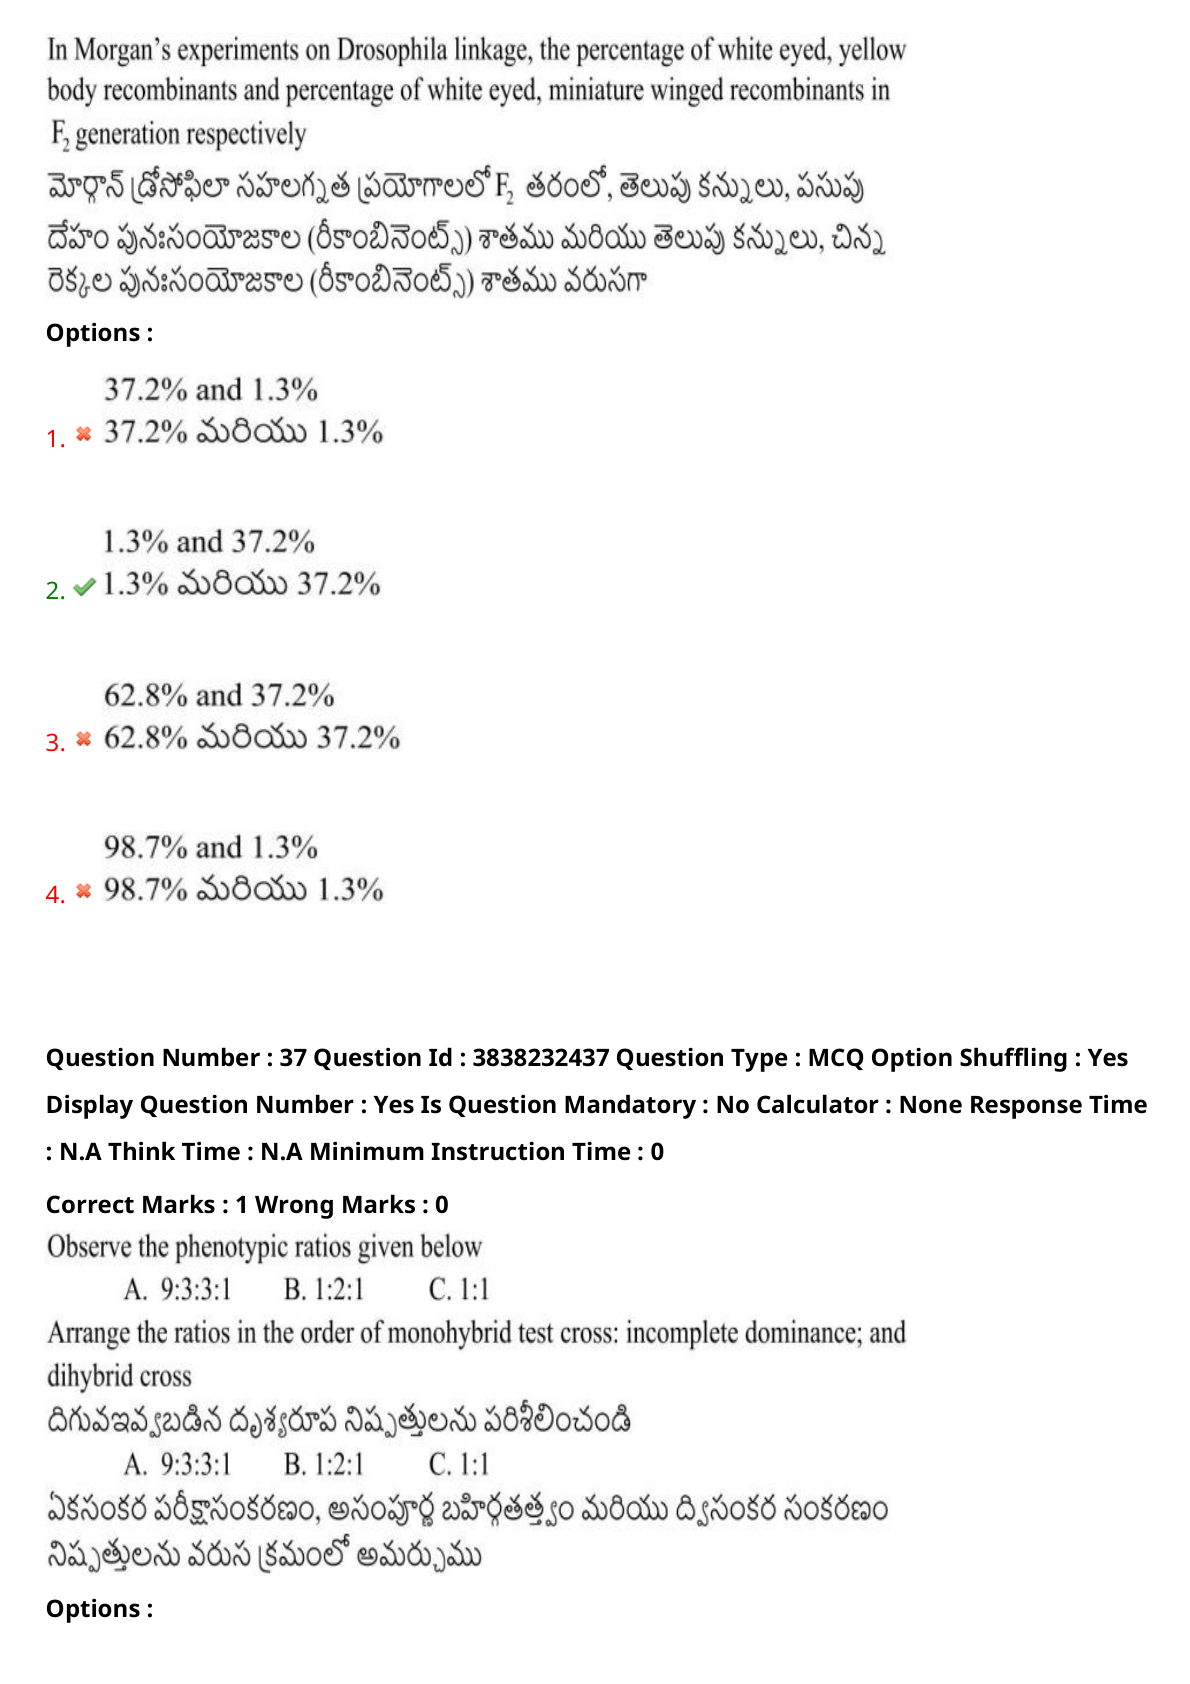 In Morgan's experiments on Drosophila linkage, the percentage of white eyed, yellow
body recombinants and percentage of white eyed, miniature winged recombinants in
F₂ generation respectively
మోర్గాన్ డ్రోసోఫిలా సహలగ్నత ప్రయోగాలలో F₂ తరంలో, తెలుపు కన్నులు, పసుపు
దేహం పునఃసంయోజకాల (రీకాంబినెంట్స్) శాతము మరియు తెలుపు కన్నులు, చిన్న
రెక్కల పునఃసంయోజకాల (రీకాంబినెంట్స్) శాతము వరుసగా
Options :
37.2% and 1.3%
1. 37.2% మరియు 1.3%
1.3% and 37.2%
2. 1.3% మరియు 37.2%
62.8% and 37.2%
3. 62.8% మరియు 37.2%
98.7% and 1.3%
4. 98.7% మరియు 1.3%
Question Number : 37 Question Id : 3838232437 Question Type : MCQ Option Shuffling : Yes
Display Question Number : Yes Is Question Mandatory : No Calculator : None Response Time
: N.A Think Time : N.A Minimum Instruction Time : 0
Correct Marks : 1 Wrong Marks : 0
Observe the phenotypic ratios given below
A. 9:3:3:1 B. 1:2:1 C. 1:1
Arrange the ratios in the order of monohybrid test cross: incomplete dominance; and
dihybrid cross
దిగువఇవ్వబడిన దృశ్యరూప నిష్పత్తులను పరిశీలించండి
A. 9:3:3:1 B. 1:2:1 C. 1:1
ఏకసంకర పరీక్షాసంకరణం, అసంపూర్ణ బహిర్గతత్త్వం మరియు ద్విసంకర సంకరణం
నిష్పత్తులను వరుస క్రమంలో అమర్చుము
Options :